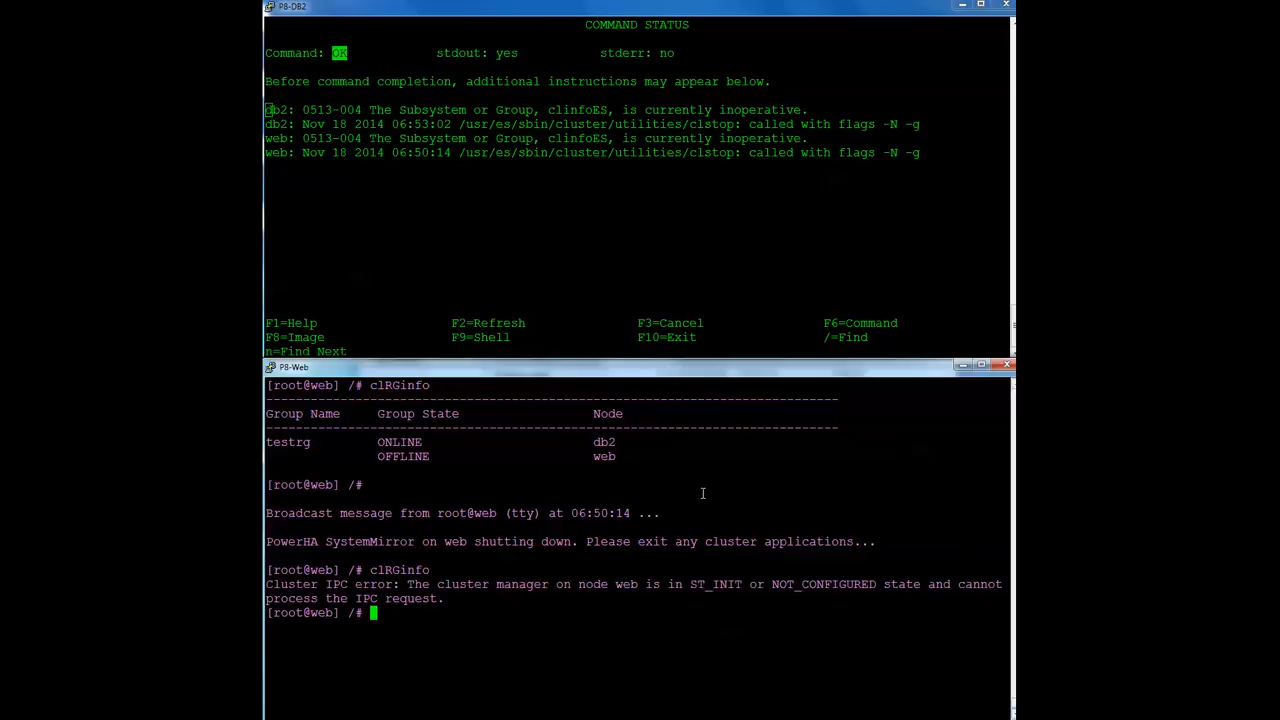 P8-DB2
COMMAND STATUS
Command: OK stdout: yes stderr: no
Before command completion, additional instructions may appear below.
db2: 0513-004 The Subsystem or Group, clinfoES, is currently inoperative.
db2: Nov 18 2014 06:53:02 /usr/es/sbin/cluster/utilities/clstop: called with flags -N -g
web: 0513-004 The Subsystem or Group, clinfoES, is currently inoperative.
web: Nov 18 2014 06:50:14 /usr/es/sbin/cluster/utilities/clstop: called with flags -N -g
F1=Help F2=Refresh F3=Cancel F6=Command
F8=Image F9=Shell F10=Exit /=Find
n=Find Next
P8-Web
[root@web] /# clRGinfo
-----------------------------------------------------------------------------
Group Name Group State Node
-----------------------------------------------------------------------------
testrg ONLINE db2
OFFLINE web
[root@web] /#
Broadcast message from root@web (tty) at 06:50:14 ...
PowerHA SystemMirror on web shutting down. Please exit any cluster applications...
[root@web] /# clRGinfo
Cluster IPC error: The cluster manager on node web is in ST_INIT or NOT_CONFIGURED state and cannot
process the IPC request.
[root@web] /#